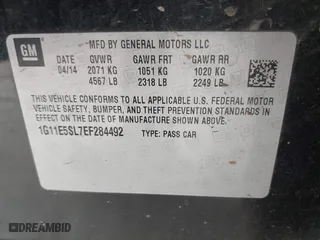 GM
MFD BY GENERAL MOTORS LLC
DATE GVWR GAWR FRT GAWR RR
04/14 2071 KG 1051 KG 1020 KG
4567 LB 2318 LB 2249 LB
THIS VEHICLE CONFORMS TO ALL APPLICABLE U.S. FEDERAL MOTOR
VEHICLE SAFETY, BUMPER, AND THEFT PREVENTION STANDARDS IN
EFFECT ON THE DATE OF MANUFACTURE SHOWN ABOVE.
1G11E5SL7EF284492 TYPE: PASS CAR
AUTOHELPERBOT.COM